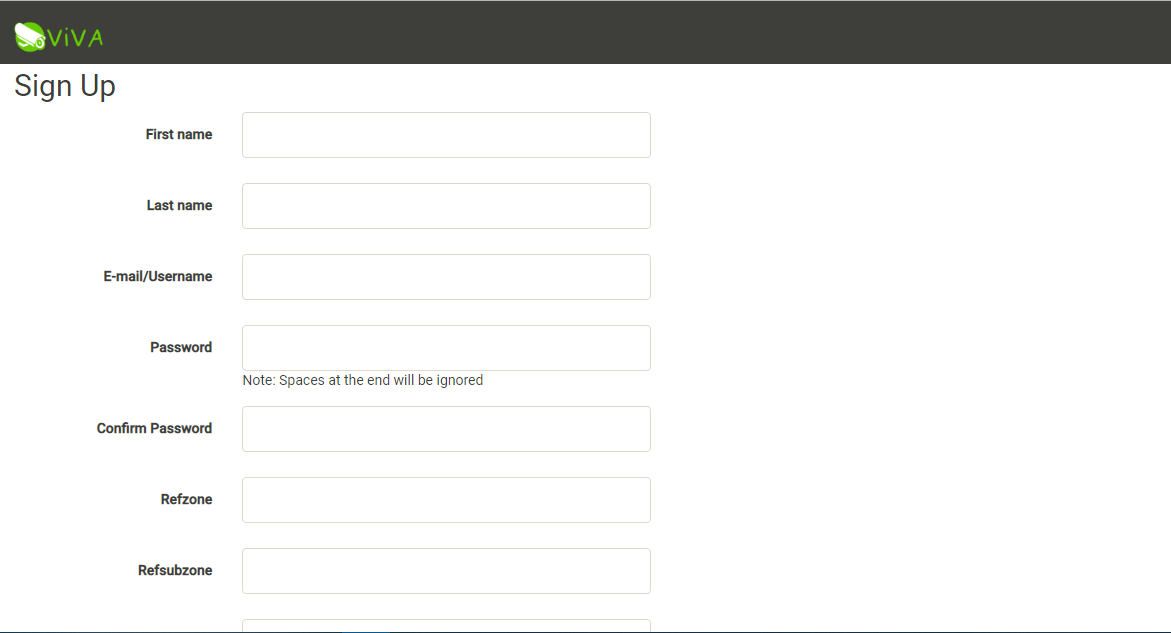 ViVA
Sign Up
First name
Last name
E-mail/Username
Password
Note: Spaces at the end will be ignored
Confirm Password
Refzone
Refsubzone